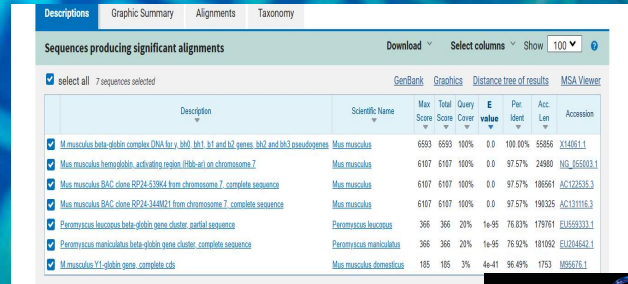 Descriptions Graphic Summary Alignments Taxonomy
Sequences producing significant alignments Download Select columns Show 100
select all 7 sequences selected GenBank Graphics Distance tree of results MSA Viewer
Description Scientific Name Max Score Total Score Query Cover E value Per. Ident Acc. Len Accession
M.musculus beta-globin complex DNA for y, bh0, bh1, b1 and b2 genes, bh2 and bh3 pseudogenes Mus musculus 6593 6593 100% 0.0 100.00% 55856 X14061.1
Mus musculus hemoglobin, activating region (Hbb-ar) on chromosome 7 Mus musculus 6107 6107 100% 0.0 97.57% 24980 NG_055003.1
Mus musculus BAC clone RP24-539K4 from chromosome 7, complete sequence Mus musculus 6107 6107 100% 0.0 97.57% 186561 AC122535.3
Mus musculus BAC clone RP24-344M21 from chromosome 7, complete sequence Mus musculus 6107 6107 100% 0.0 97.57% 190325 AC131116.3
Peromyscus leucopus beta-globin gene cluster, partial sequence Peromyscus leucopus 366 366 20% 1e-95 76.83% 179761 EU559333.1
Peromyscus maniculatus beta-globin gene cluster, complete sequence Peromyscus maniculatus 366 366 20% 1e-95 76.92% 181092 EU204642.1
M.musculus Y1-globin gene, complete cds Mus musculus domesticus 185 185 3% 4e-41 96.49% 1753 M95676.1